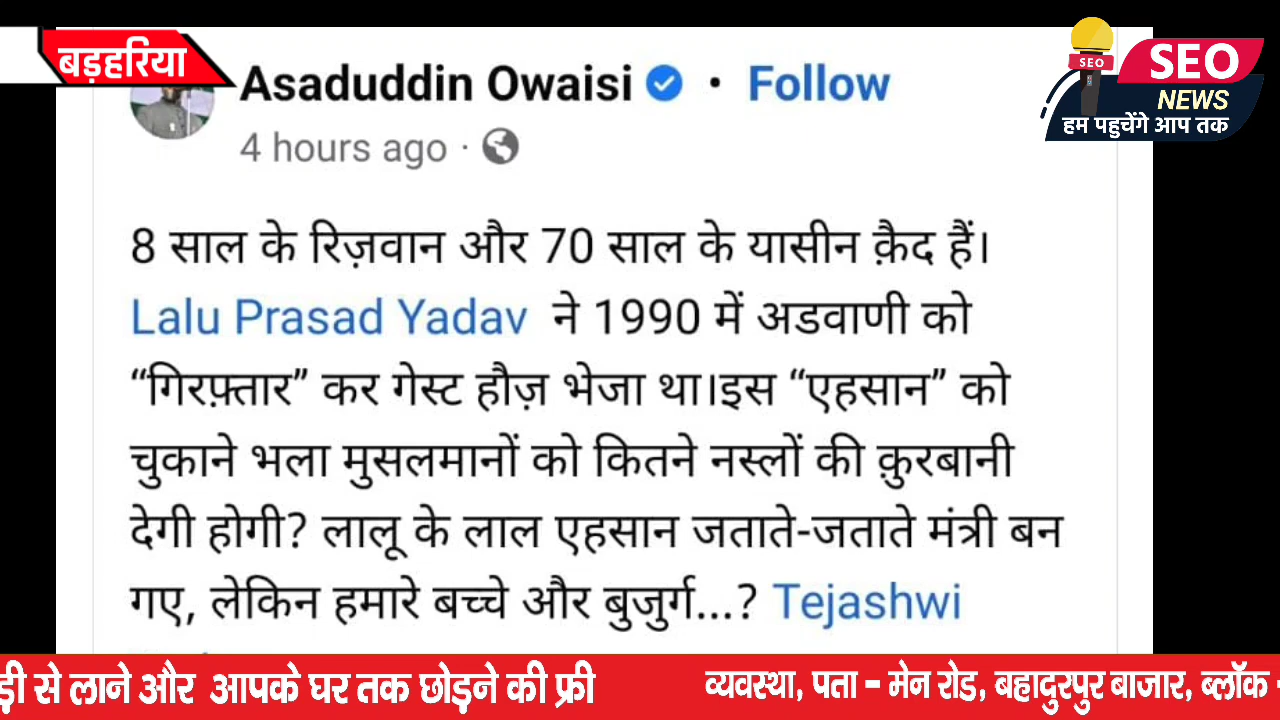 बड़हरिया
SEO
SEO
NEWS
हम पहुचेंगे आप तक
Asaduddin Owaisi · Follow
4 hours ago ·
8 साल के रिज़वान और 70 साल के यासीन क़ैद हैं।
Lalu Prasad Yadav ने 1990 में अडवाणी को
“गिरफ़्तार” कर गेस्ट हौज़ भेजा था।इस “एहसान” को
चुकाने भला मुसलमानों को कितने नस्लों की क़ुरबानी
देगी होगी? लालू के लाल एहसान जताते-जताते मंत्री बन
गए, लेकिन हमारे बच्चे और बुजुर्ग...? Tejashwi
ड़ी से लाने और आपके घर तक छोड़ने की फ्री व्यवस्था, पता - मेन रोड, बहादुरपुर बाजार, ब्लॉक -